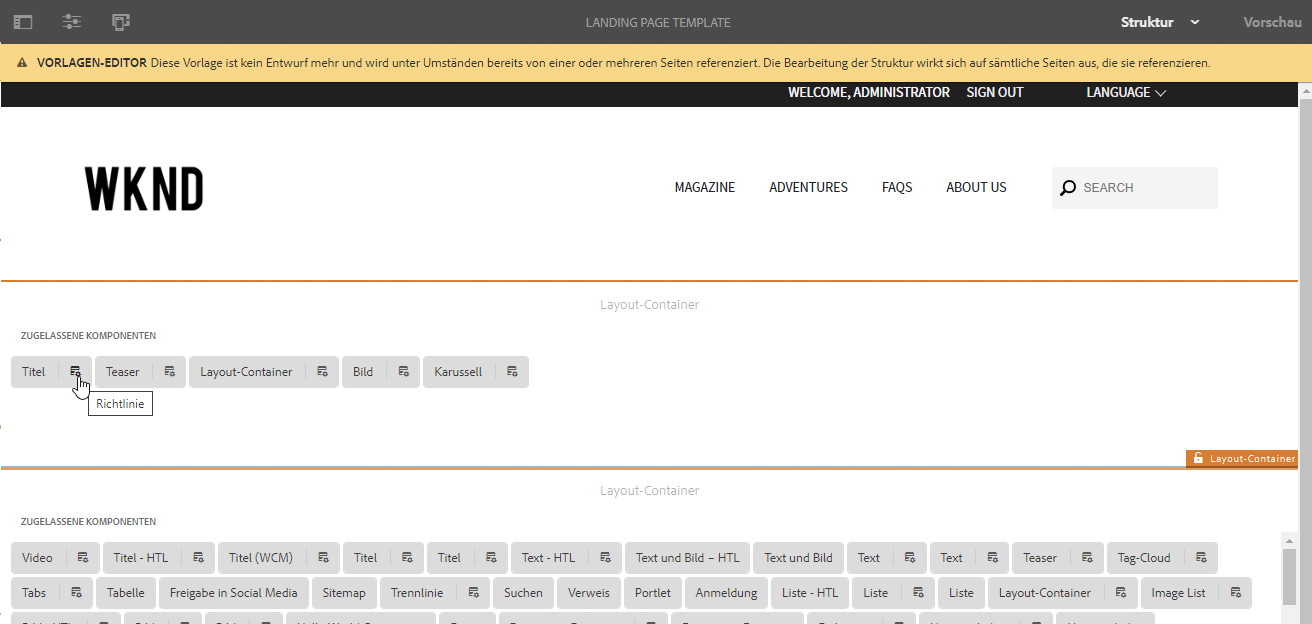 LANDING PAGE TEMPLATE
Struktur
Vorschau
VORLAGEN-EDITOR Diese Vorlage ist kein Entwurf mehr und wird unter Umständen bereits von einer oder mehreren Seiten referenziert. Die Bearbeitung der Struktur wirkt sich auf sämtliche Seiten aus, die sie referenzieren.
WELCOME, ADMINISTRATOR SIGN OUT LANGUAGE
WKND
MAGAZINE ADVENTURES FAQS ABOUT US SEARCH
Layout-Container
ZUGELASSENE KOMPONENTEN
Titel Teaser Layout-Container Bild Karussell
Richtlinie
Layout-Container
Layout-Container
ZUGELASSENE KOMPONENTEN
Video Titel - HTL Titel (WCM) Titel Titel Text - HTL Text und Bild – HTL Text und Bild Text Text Teaser Tag-Cloud
Tabs Tabelle Freigabe in Social Media Sitemap Trennlinie Suchen Verweis Portlet Anmeldung Liste - HTL Liste Liste Layout-Container Image List